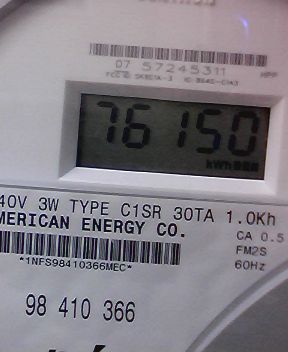 07 57245311
76150
kWh
40V 3W TYPE C1SR 30TA 1.0Kh
MERICAN ENERGY CO.
CA 0.5
FM2S
*1NFS98410366MEC*
60Hz
98 410 366